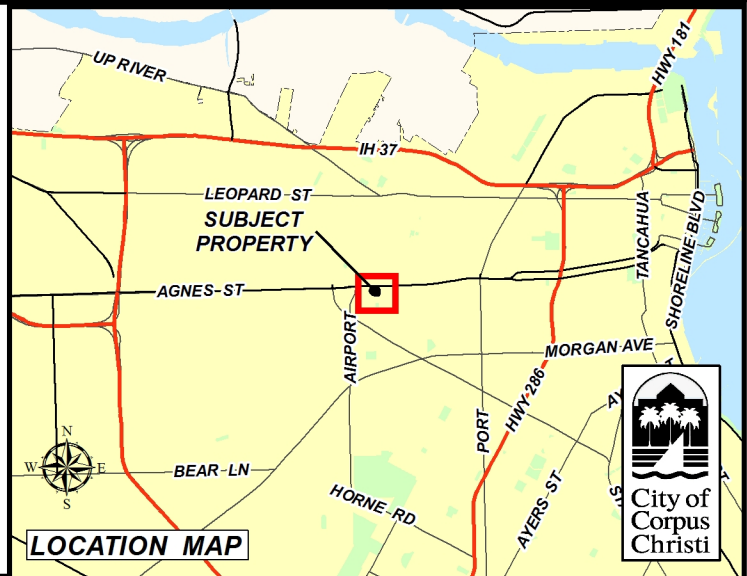 UP RIVER
HWY 181
IH 37
LEOPARD ST
SUBJECT
PROPERTY
TANCAHUA
SHORELINE BLVD
AGNES ST
AIRPORT
MORGAN AVE
HWY 286
PORT
N
W E
S
BEAR LN
HORNE RD
AYERS ST
LOCATION MAP
City of
Corpus
Christi